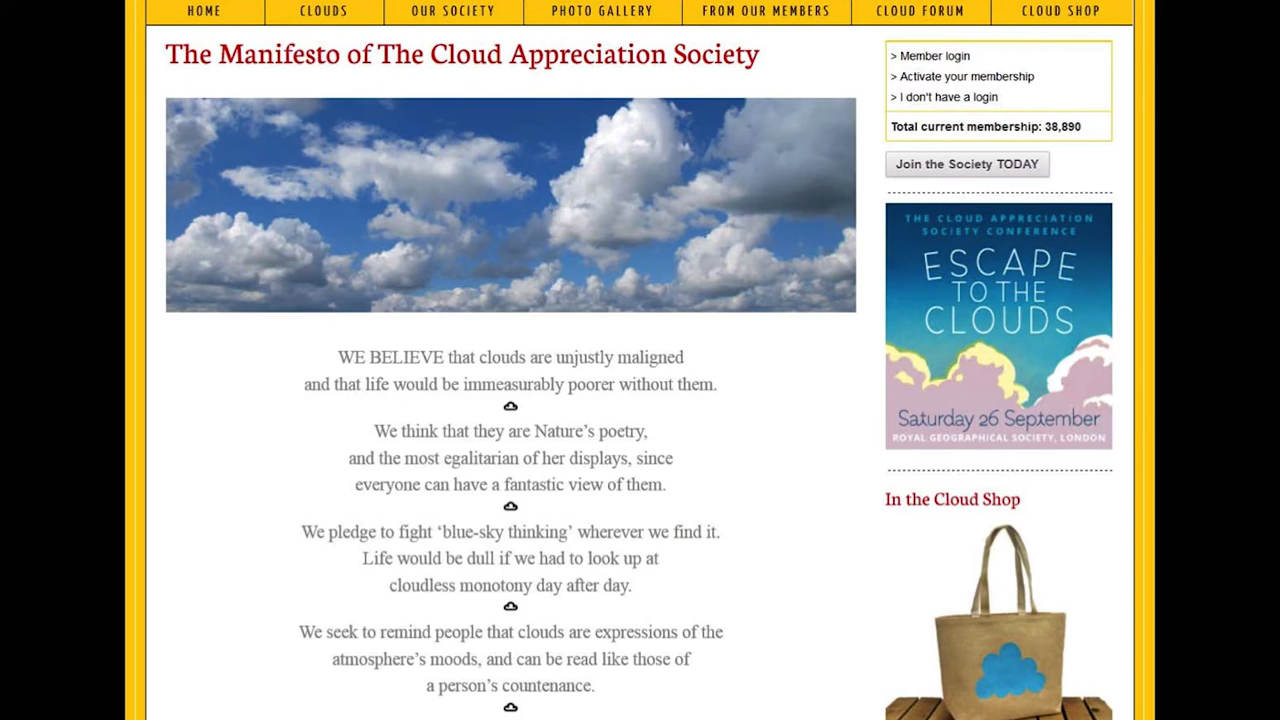 HOME
CLOUDS
OUR SOCIETY
PHOTO GALLERY
FROM OUR MEMBERS
CLOUD FORUM
CLOUD SHOP
The Manifesto of The Cloud Appreciation Society
WE BELIEVE that clouds are unjustly maligned
and that life would be immeasurably poorer without them.
We think that they are Nature’s poetry,
and the most egalitarian of her displays, since
everyone can have a fantastic view of them.
We pledge to fight ‘blue-sky thinking’ wherever we find it.
Life would be dull if we had to look up at
cloudless monotony day after day.
We seek to remind people that clouds are expressions of the
atmosphere’s moods, and can be read like those of
a person’s countenance.
> Member login
> Activate your membership
> I don't have a login
Total current membership: 38,890
Join the Society TODAY
THE CLOUD APPRECIATION
SOCIETY CONFERENCE
ESCAPE
TO THE
CLOUDS
Saturday 26 September
ROYAL GEOGRAPHICAL SOCIETY, LONDON
In the Cloud Shop